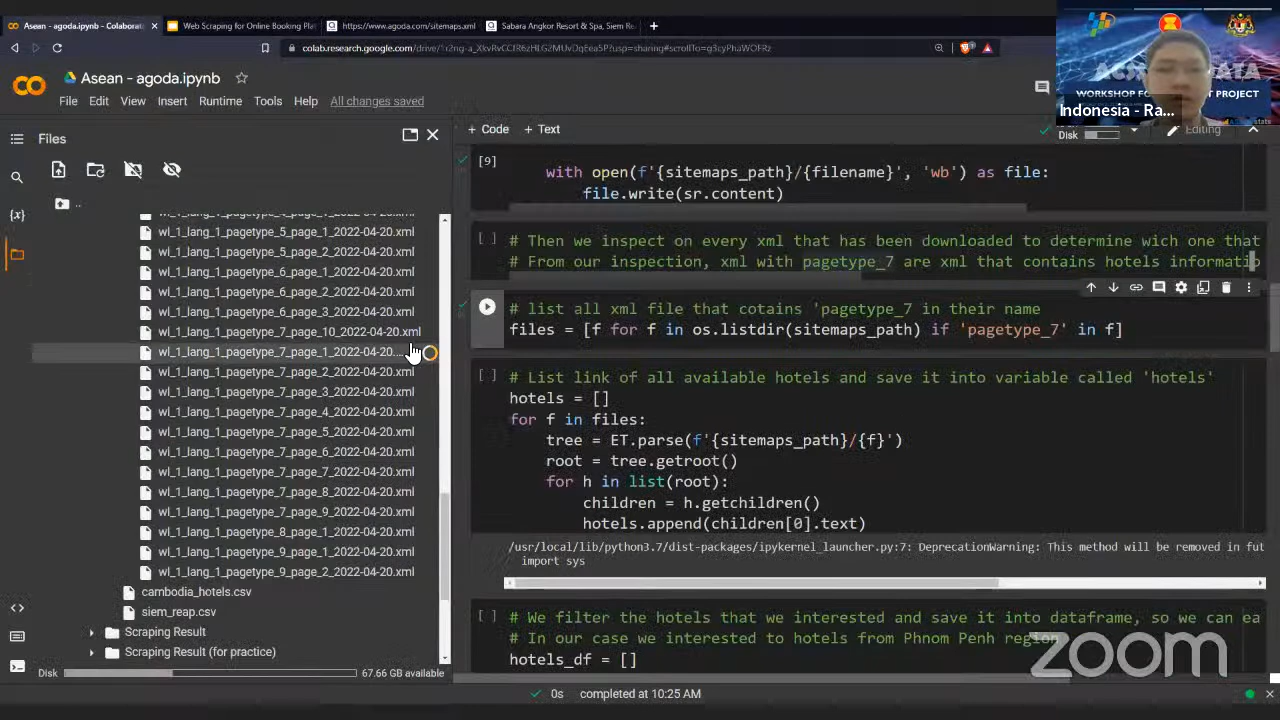 Asean - agoda.ipynb - Colaborat
Web Scraping for Online Booking Plat
https://www.agoda.com/sitemaps.xml
Sabara Angkor Resort & Spa, Siem Re
Asean - agoda.ipynb
File Edit View Insert Runtime Tools Help All changes saved
WORKSHOP FO
T PROJECT
Indonesia - Ra...
Disk
Editing
Files
+ Code + Text
..
wl_1_lang_1_pagetype_4_page_1_2022-04-20.xml
wl_1_lang_1_pagetype_5_page_1_2022-04-20.xml
wl_1_lang_1_pagetype_5_page_2_2022-04-20.xml
wl_1_lang_1_pagetype_6_page_1_2022-04-20.xml
wl_1_lang_1_pagetype_6_page_2_2022-04-20.xml
wl_1_lang_1_pagetype_6_page_3_2022-04-20.xml
wl_1_lang_1_pagetype_7_page_10_2022-04-20.xml
wl_1_lang_1_pagetype_7_page_1_2022-04-20....
wl_1_lang_1_pagetype_7_page_2_2022-04-20.xml
wl_1_lang_1_pagetype_7_page_3_2022-04-20.xml
wl_1_lang_1_pagetype_7_page_4_2022-04-20.xml
wl_1_lang_1_pagetype_7_page_5_2022-04-20.xml
wl_1_lang_1_pagetype_7_page_6_2022-04-20.xml
wl_1_lang_1_pagetype_7_page_7_2022-04-20.xml
wl_1_lang_1_pagetype_7_page_8_2022-04-20.xml
wl_1_lang_1_pagetype_7_page_9_2022-04-20.xml
wl_1_lang_1_pagetype_8_page_1_2022-04-20.xml
wl_1_lang_1_pagetype_9_page_1_2022-04-20.xml
wl_1_lang_1_pagetype_9_page_2_2022-04-20.xml
cambodia_hotels.csv
siem_reap.csv
Scraping Result
Scraping Result (for practice)
Disk 67.66 GB available
[9] with open(f'{sitemaps_path}/{filename}', 'wb') as file:
file.write(sr.content)
[ ] # Then we inspect on every xml that has been downloaded to determine wich one that
# From our inspection, xml with pagetype_7 are xml that contains hotels informatio
# list all xml file that cotains 'pagetype_7 in their name
files = [f for f in os.listdir(sitemaps_path) if 'pagetype_7' in f]
[ ] # List link of all available hotels and save it into variable called 'hotels'
hotels = []
for f in files:
tree = ET.parse(f'{sitemaps_path}/{f}')
root = tree.getroot()
for h in list(root):
children = h.getchildren()
hotels.append(children[0].text)
/usr/local/lib/python3.7/dist-packages/ipykernel_launcher.py:7: DeprecationWarning: This method will be removed in fut
import sys
[ ] # We filter the hotels that we interested and save it into dataframe, so we can ea
# In our case we interested to hotels from Phnom Penh region
hotels_df = []
zoom
0s completed at 10:25 AM